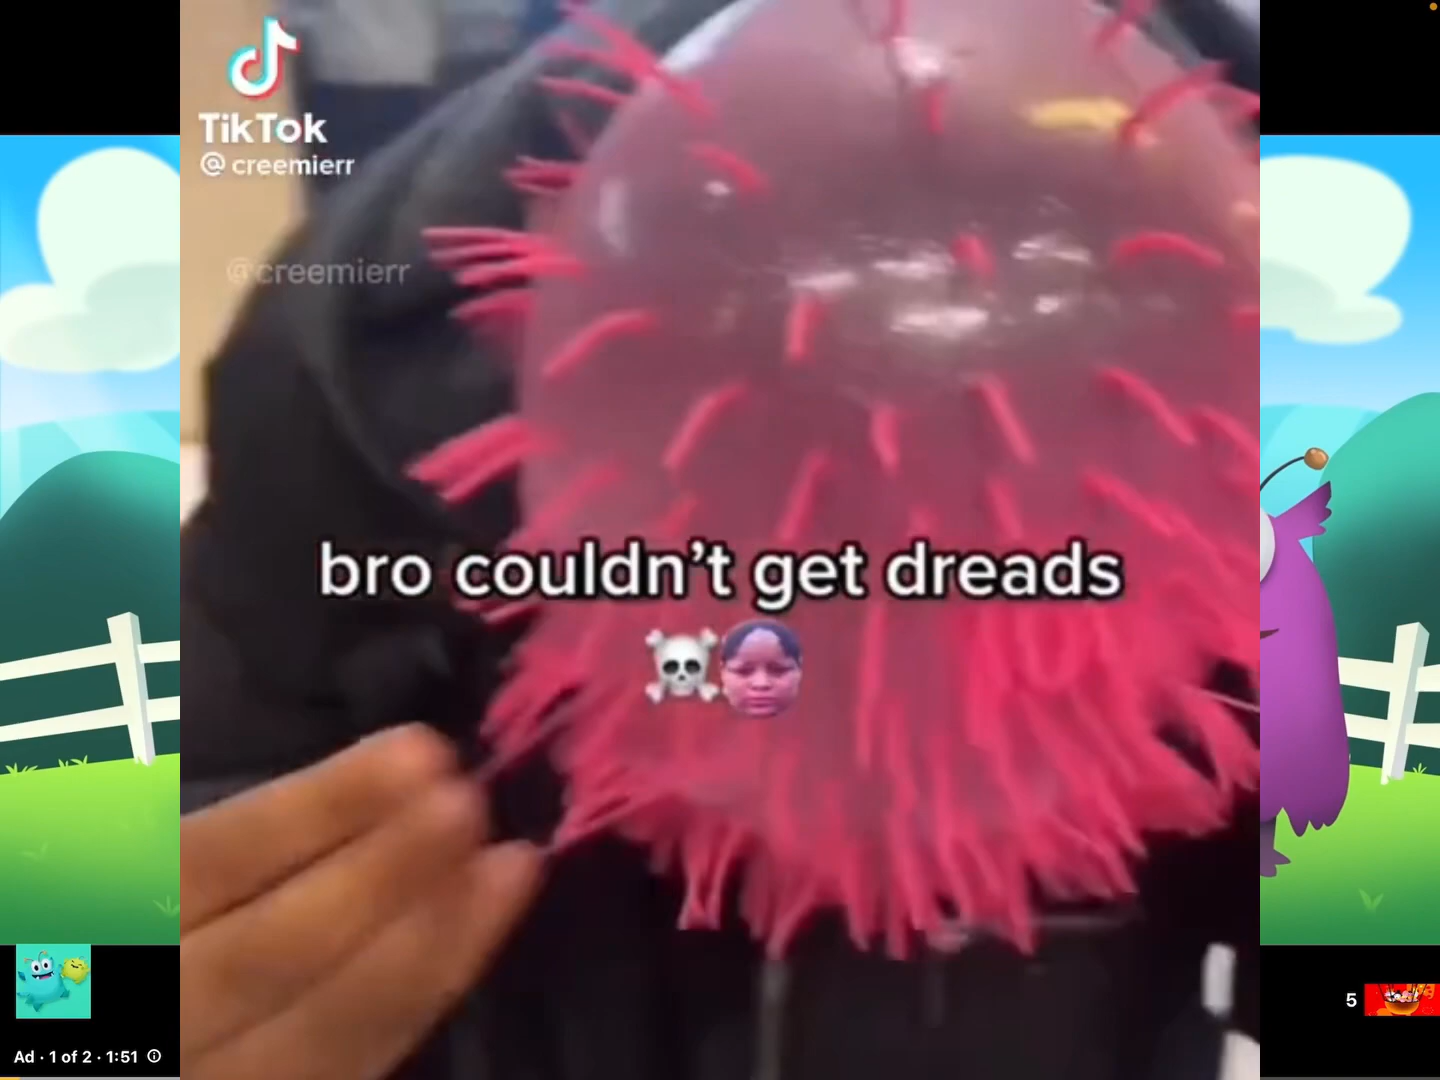 TikTok
@ creemierr
@creemierr
bro couldn't get dreads
5
Ad · 1 of 2 · 1:51